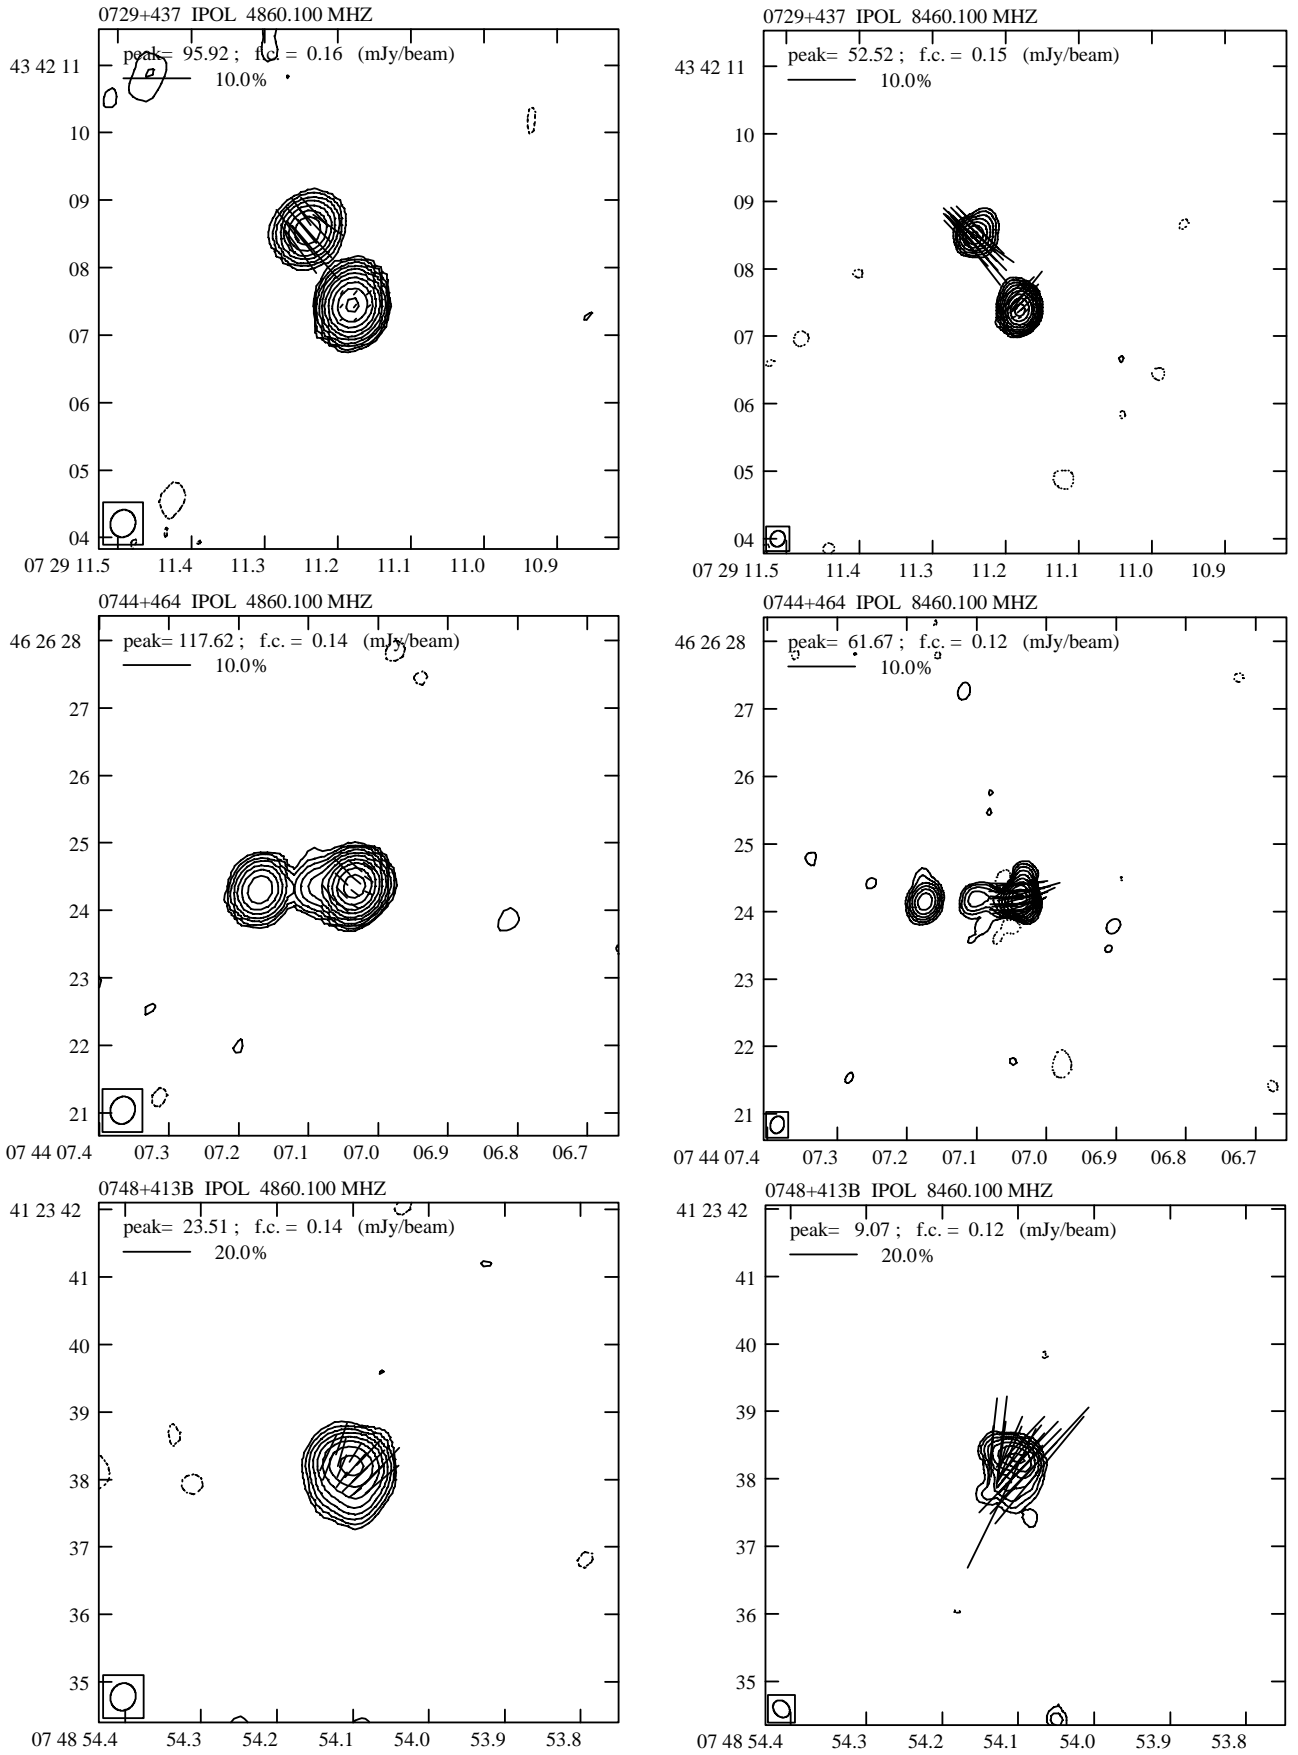 0729+437 IPOL 4860.100 MHZ
peak= 95.92 ; f.c. = 0.16 (mJy/beam)
10.0%
43 42 11
10
09
08
07
06
05
04
07 29 11.5 11.4 11.3 11.2 11.1 11.0 10.9
0729+437 IPOL 8460.100 MHZ
peak= 52.52 ; f.c. = 0.15 (mJy/beam)
10.0%
43 42 11
10
09
08
07
06
05
04
07 29 11.5 11.4 11.3 11.2 11.1 11.0 10.9
0744+464 IPOL 4860.100 MHZ
peak= 117.62 ; f.c. = 0.14 (mJy/beam)
10.0%
46 26 28
27
26
25
24
23
22
21
07 44 07.4 07.3 07.2 07.1 07.0 06.9 06.8 06.7
0744+464 IPOL 8460.100 MHZ
peak= 61.67 ; f.c. = 0.12 (mJy/beam)
10.0%
46 26 28
27
26
25
24
23
22
21
07 44 07.4 07.3 07.2 07.1 07.0 06.9 06.8 06.7
0748+413B IPOL 4860.100 MHZ
peak= 23.51 ; f.c. = 0.14 (mJy/beam)
20.0%
41 23 42
41
40
39
38
37
36
35
07 48 54.4 54.3 54.2 54.1 54.0 53.9 53.8
0748+413B IPOL 8460.100 MHZ
peak= 9.07 ; f.c. = 0.12 (mJy/beam)
20.0%
41 23 42
41
40
39
38
37
36
35
07 48 54.4 54.3 54.2 54.1 54.0 53.9 53.8